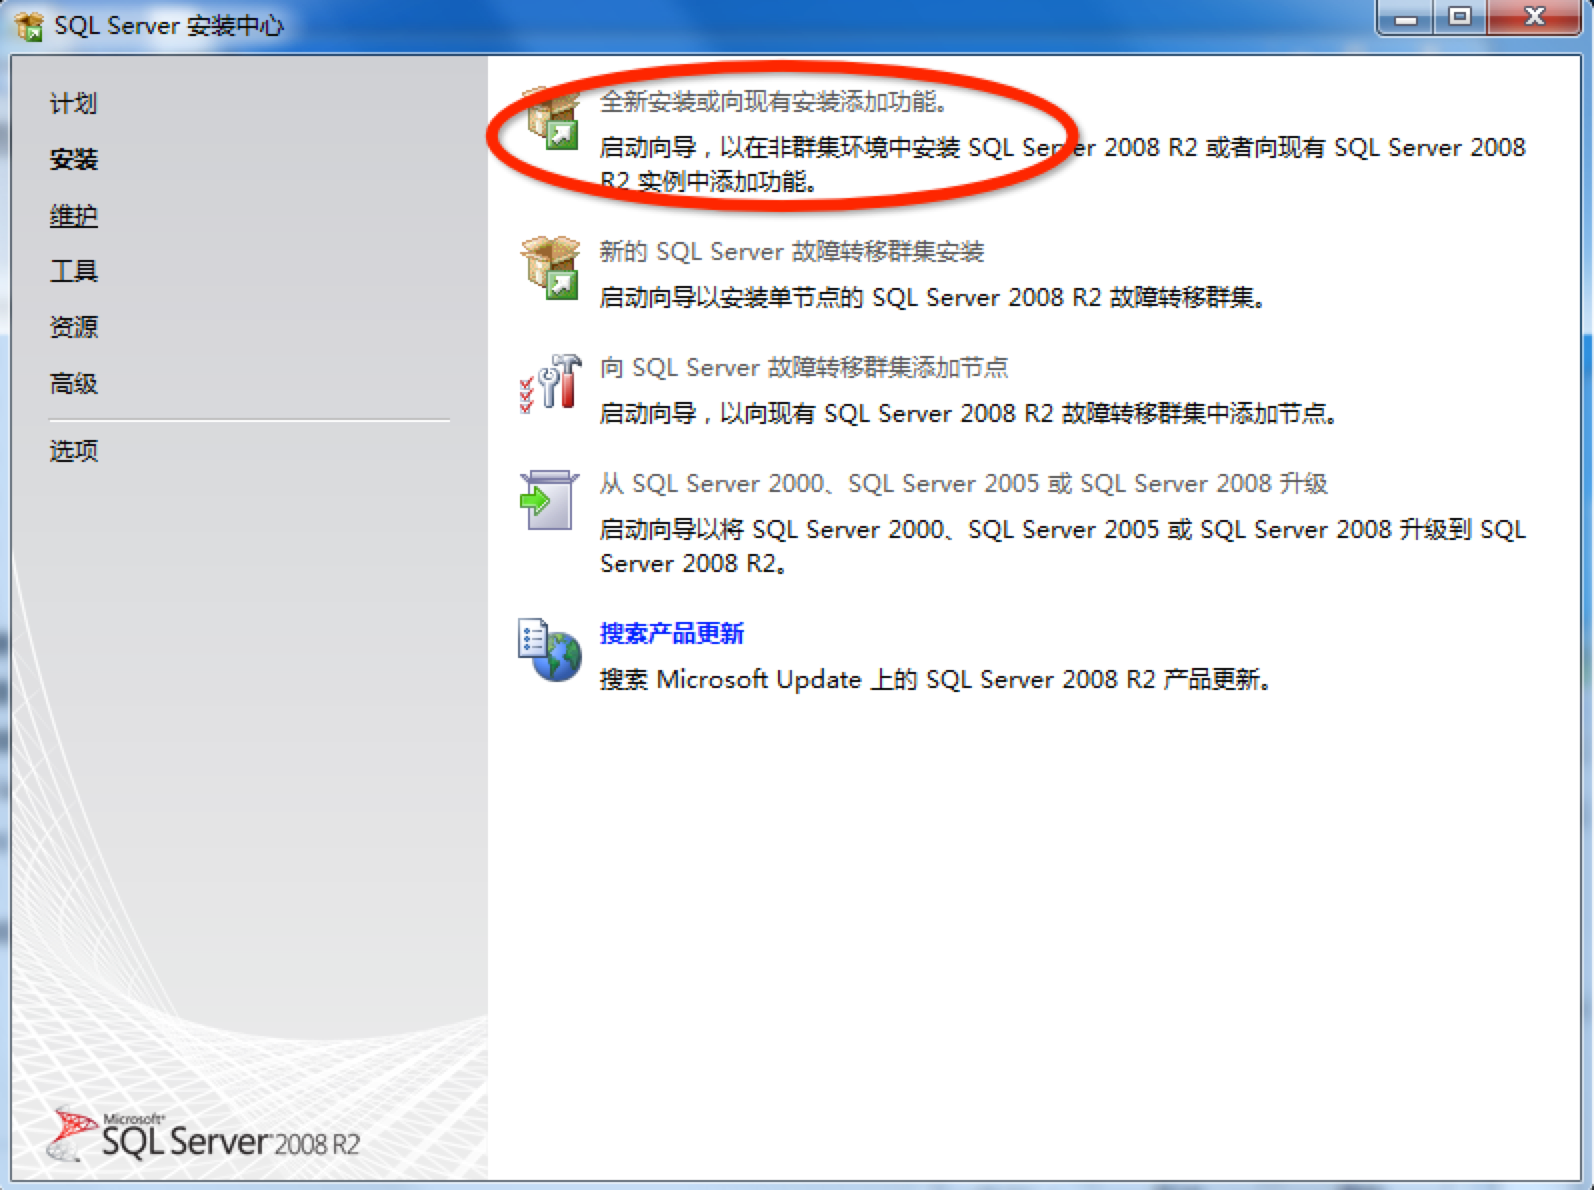 SQL Server 安装中心
计划
安装
维护
工具
资源
高级
选项
全新安装或向现有安装添加功能。
启动向导，以在非群集环境中安装 SQL Server 2008 R2 或者向现有 SQL Server 2008
R2 实例中添加功能。
新的 SQL Server 故障转移群集安装
启动向导以安装单节点的 SQL Server 2008 R2 故障转移群集。
向 SQL Server 故障转移群集添加节点
启动向导，以向现有 SQL Server 2008 R2 故障转移群集中添加节点。
从 SQL Server 2000、SQL Server 2005 或 SQL Server 2008 升级
启动向导以将 SQL Server 2000、SQL Server 2005 或 SQL Server 2008 升级到 SQL
Server 2008 R2。
搜索产品更新
搜索 Microsoft Update 上的 SQL Server 2008 R2 产品更新。
Microsoft®
SQL Server 2008 R2